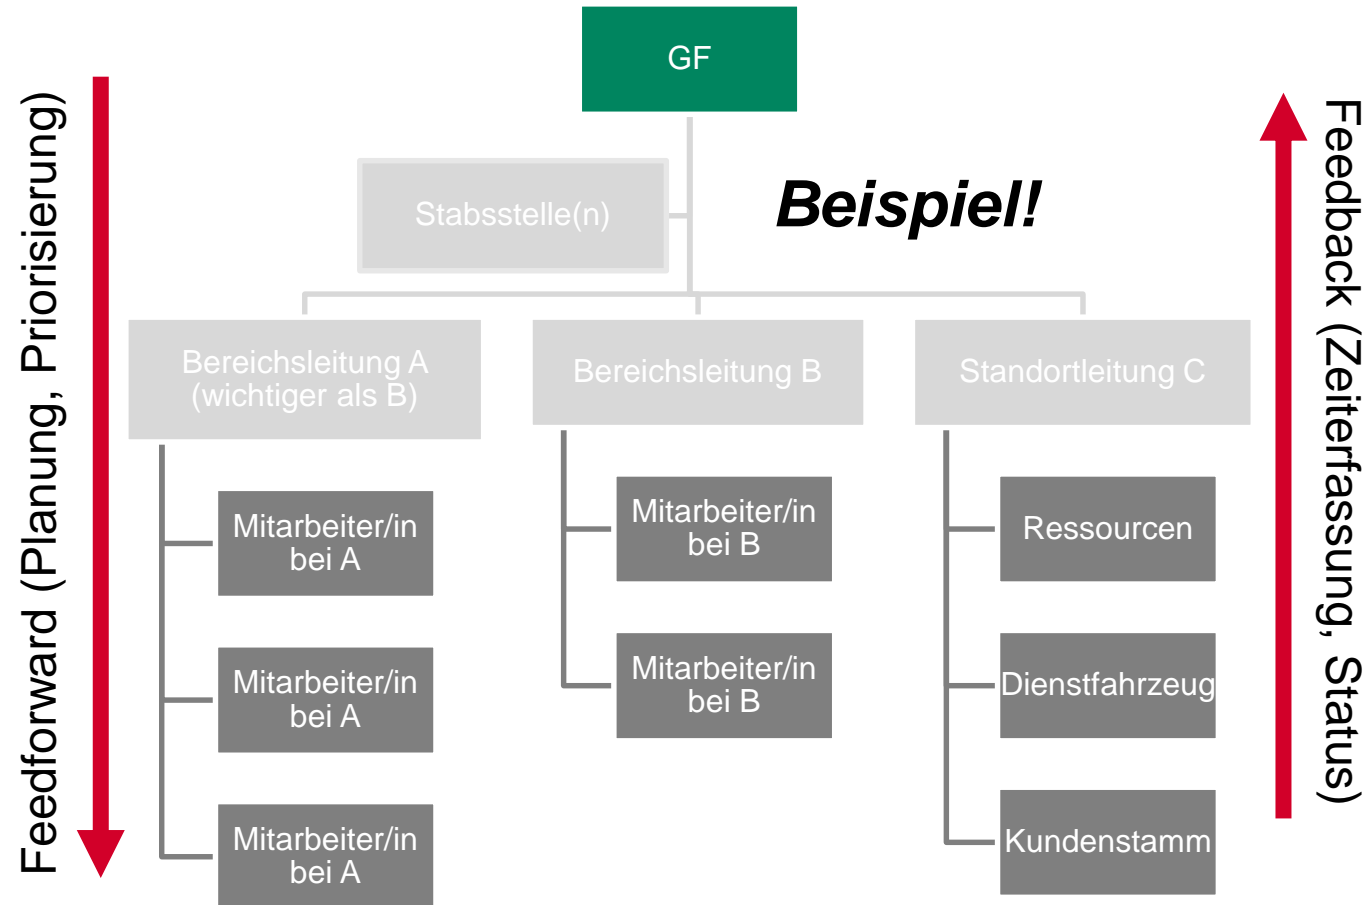 GF
Stabsstelle(n)
Beispiel!
Feedforward (Planung, Priorisierung)
Feedback (Zeiterfassung, Status)
Bereichsleitung A
(wichtiger als B)
Bereichsleitung B
Standortleitung C
Mitarbeiter/in
bei A
Mitarbeiter/in
bei A
Mitarbeiter/in
bei A
Mitarbeiter/in
bei B
Mitarbeiter/in
bei B
Ressourcen
Dienstfahrzeug
Kundenstamm